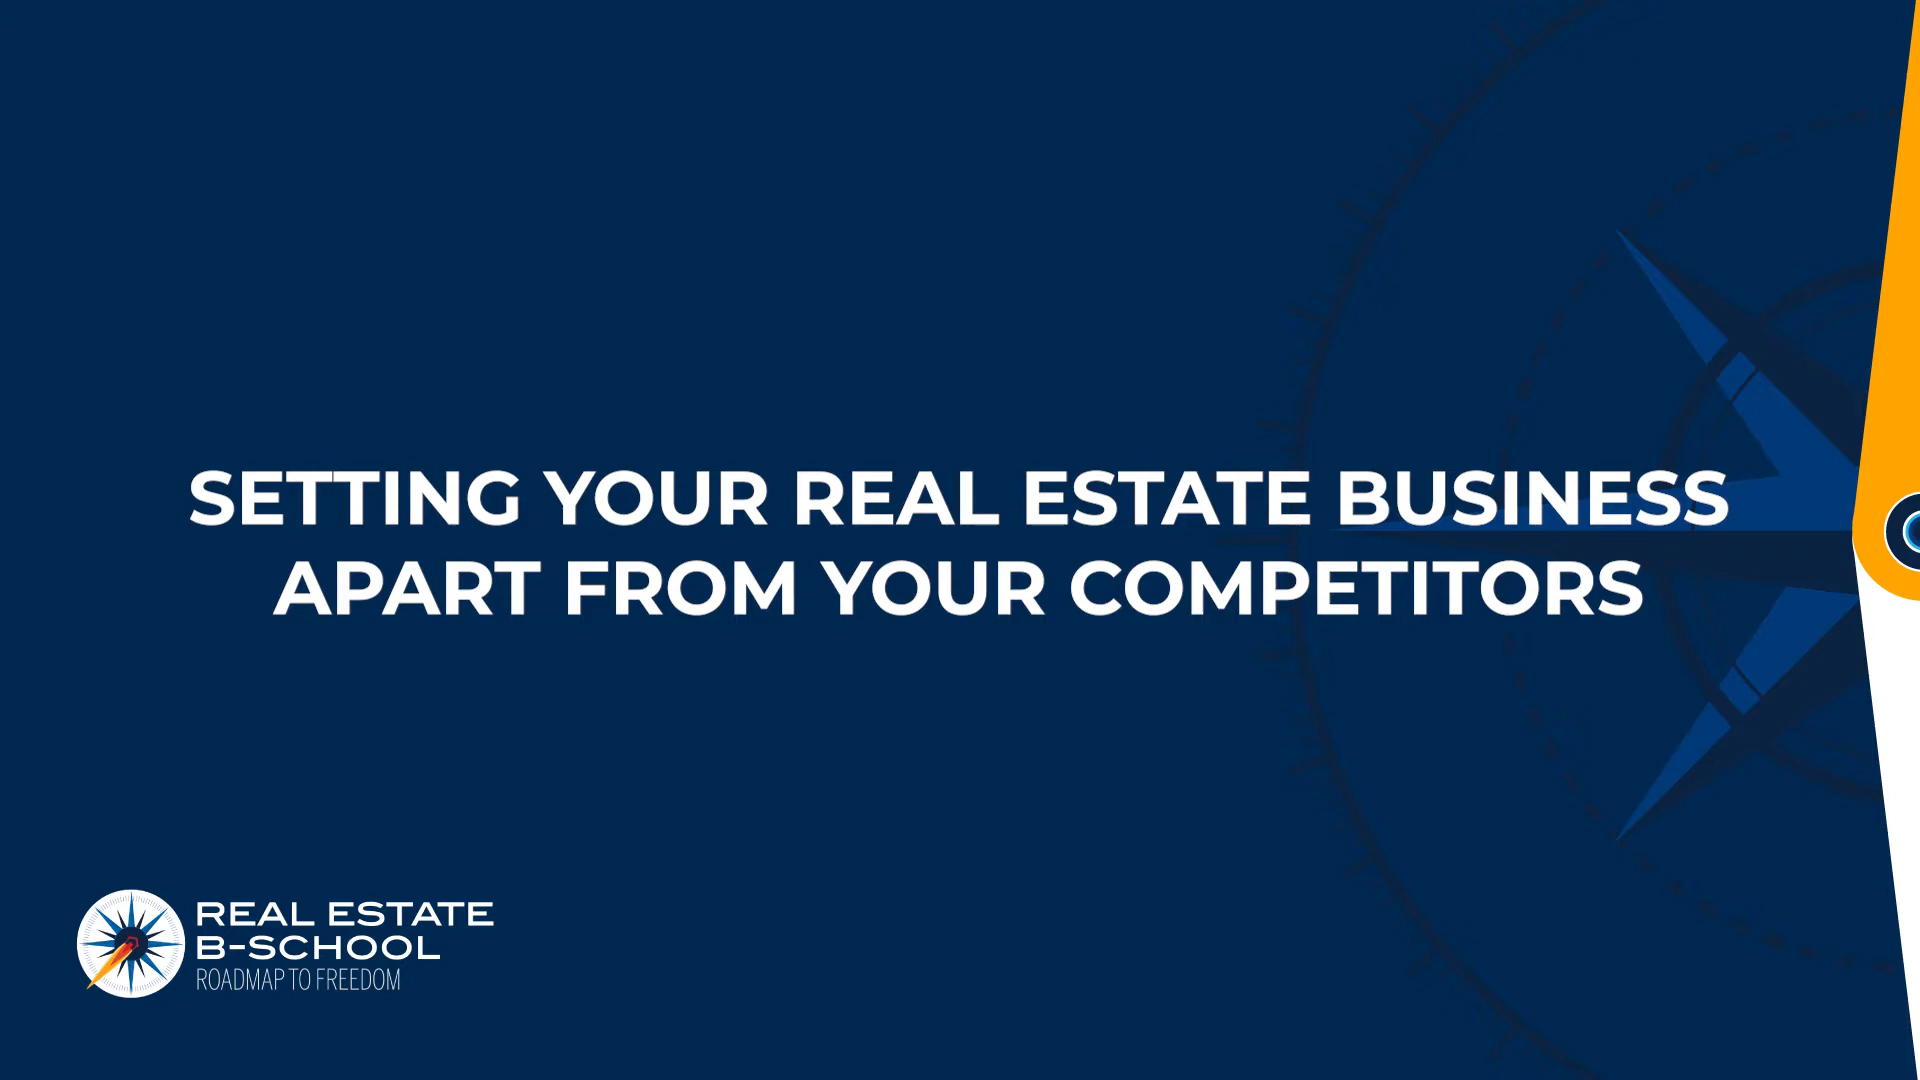 SETTING YOUR REAL ESTATE BUSINESS
APART FROM YOUR COMPETITORS
REAL ESTATE
B-SCHOOL
ROADMAP TO FREEDOM